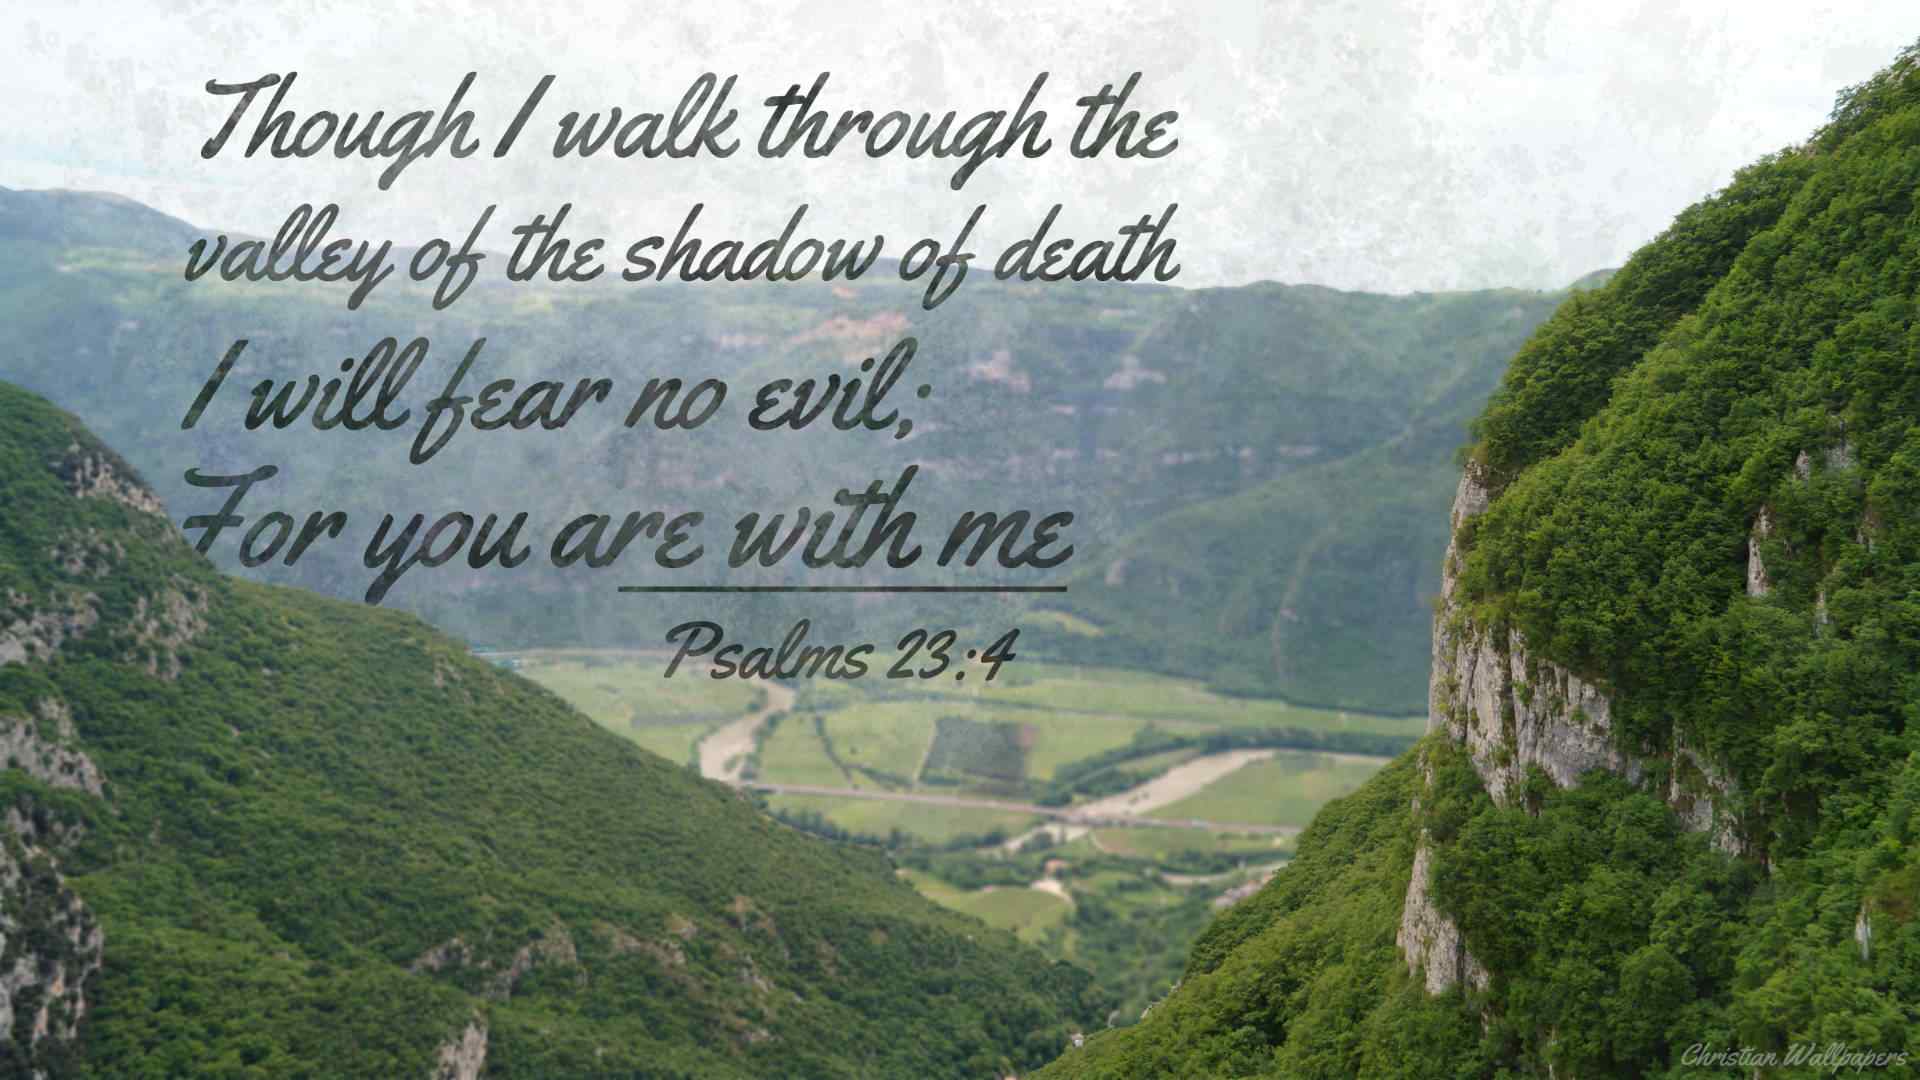 Though I walk through the
valley of the shadow of death
I will fear no evil;
For you are with me
Psalms 23:4
Christian Wallpapers